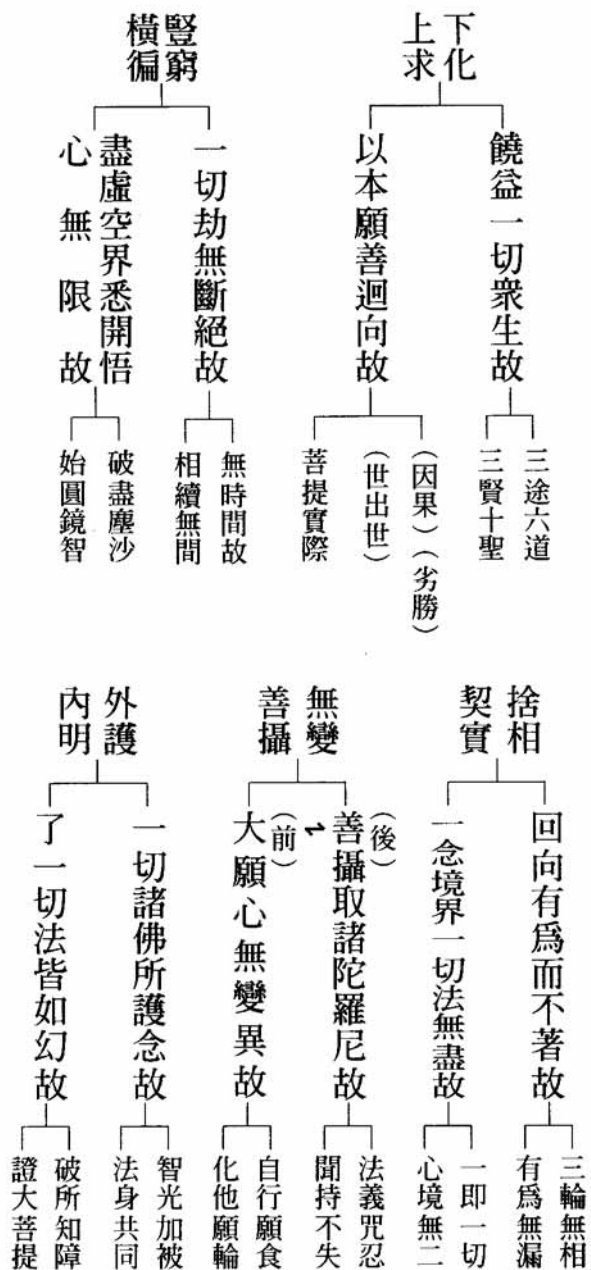 下化
上求
饒益一切衆生故
三途六道
三賢十聖
以本願善迴向故
（因果）（劣勝）
（世出世）
菩提實際
豎窮
橫徧
一切劫無斷絕故
無時間故
相續無間
盡虛空界悉開悟
心無限故
破盡塵沙
始圓鏡智
捨相
契實
回向有爲而不著故
三輪無相
有爲無漏
一念境界一切法無盡故
一即一切
心境無二
無變
善攝
（後）
善攝取諸陀羅尼故
法義咒忍
聞持不失
（前）
大願心無變異故
自行願食
化他願輪
外護
內明
一切諸佛所護念故
智光加被
法身共同
了一切法皆如幻故
破所知障
證大菩提